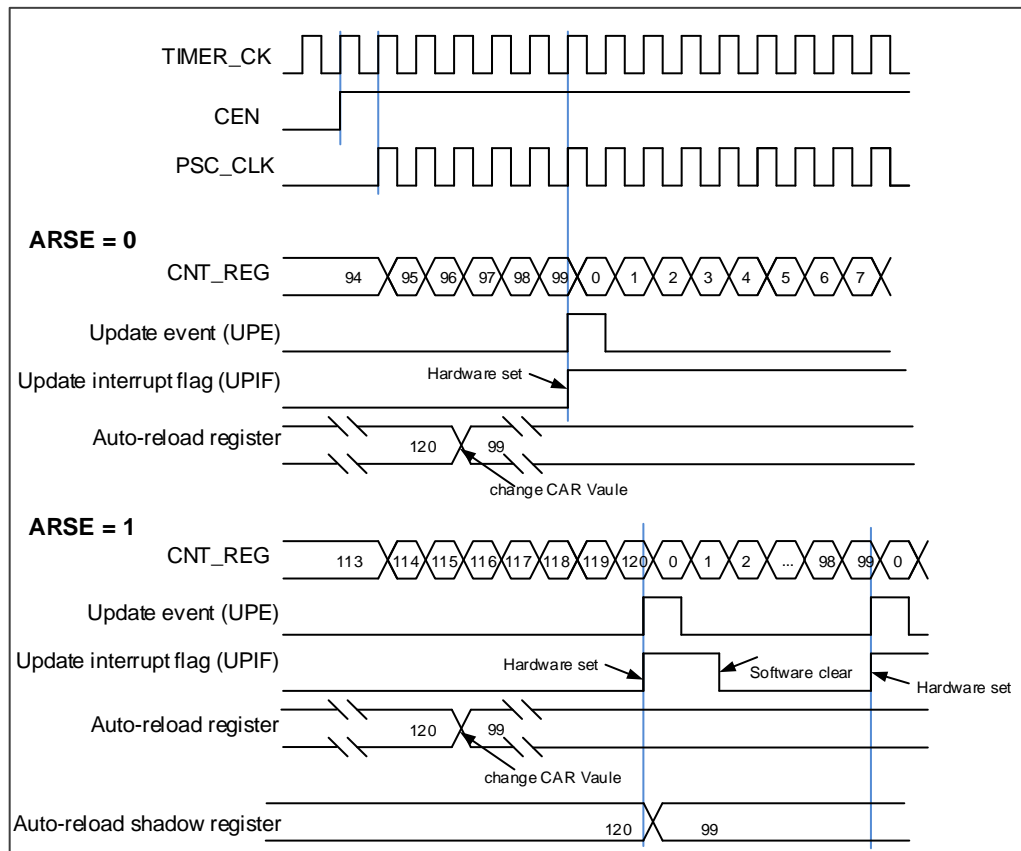 TIMER_CK
CEN
PSC_CLK
ARSE = 0
CNT_REG 94 95 96 97 98 99 0 1 2 3 4 5 6 7
Update event (UPE)
Update interrupt flag (UPIF) Hardware set
Auto-reload register 120 99
change CAR Vaule
ARSE = 1
CNT_REG 113 114 115 116 117 118 119 120 0 1 2 ... 98 99 0
Update event (UPE)
Update interrupt flag (UPIF) Hardware set Software clear Hardware set
Auto-reload register 120 99
change CAR Vaule
Auto-reload shadow register 120 99